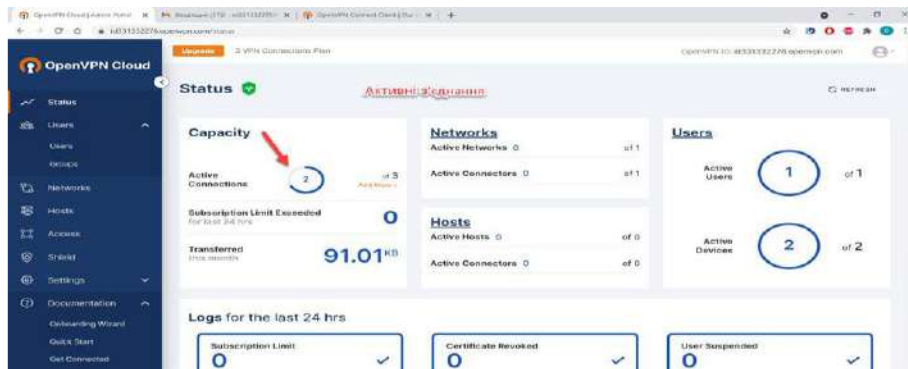 OpenVPN Cloud
Upgrade 3 VPN Connections Plan
Status
Активні з'єднання
REFRESH
Status
Users
Users
Groups
Networks
Hosts
Access
Shield
Settings
Documentation
Onboarding Wizard
Quick Start
Get Connected
Capacity
Active Connections 2 of 3
Add More
Subscription Limit Exceeded 0
for last 24 hrs
Transferred 91.01 KB
this month
Networks
Active Networks 0 of 1
Active Connectors 0 of 1
Hosts
Active Hosts 0 of 0
Active Connectors 0 of 0
Users
Active Users 1 of 1
Active Devices 2 of 2
Logs for the last 24 hrs
Subscription Limit
0
Certificate Revoked
0
User Suspended
0